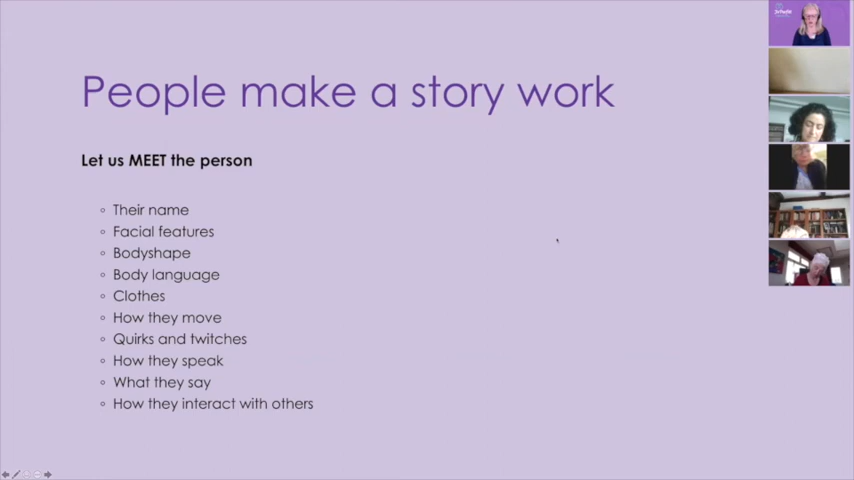 People make a story work
Let us MEET the person
Their name
Facial features
Bodyshape
Body language
Clothes
How they move
Quirks and twitches
How they speak
What they say
How they interact with others